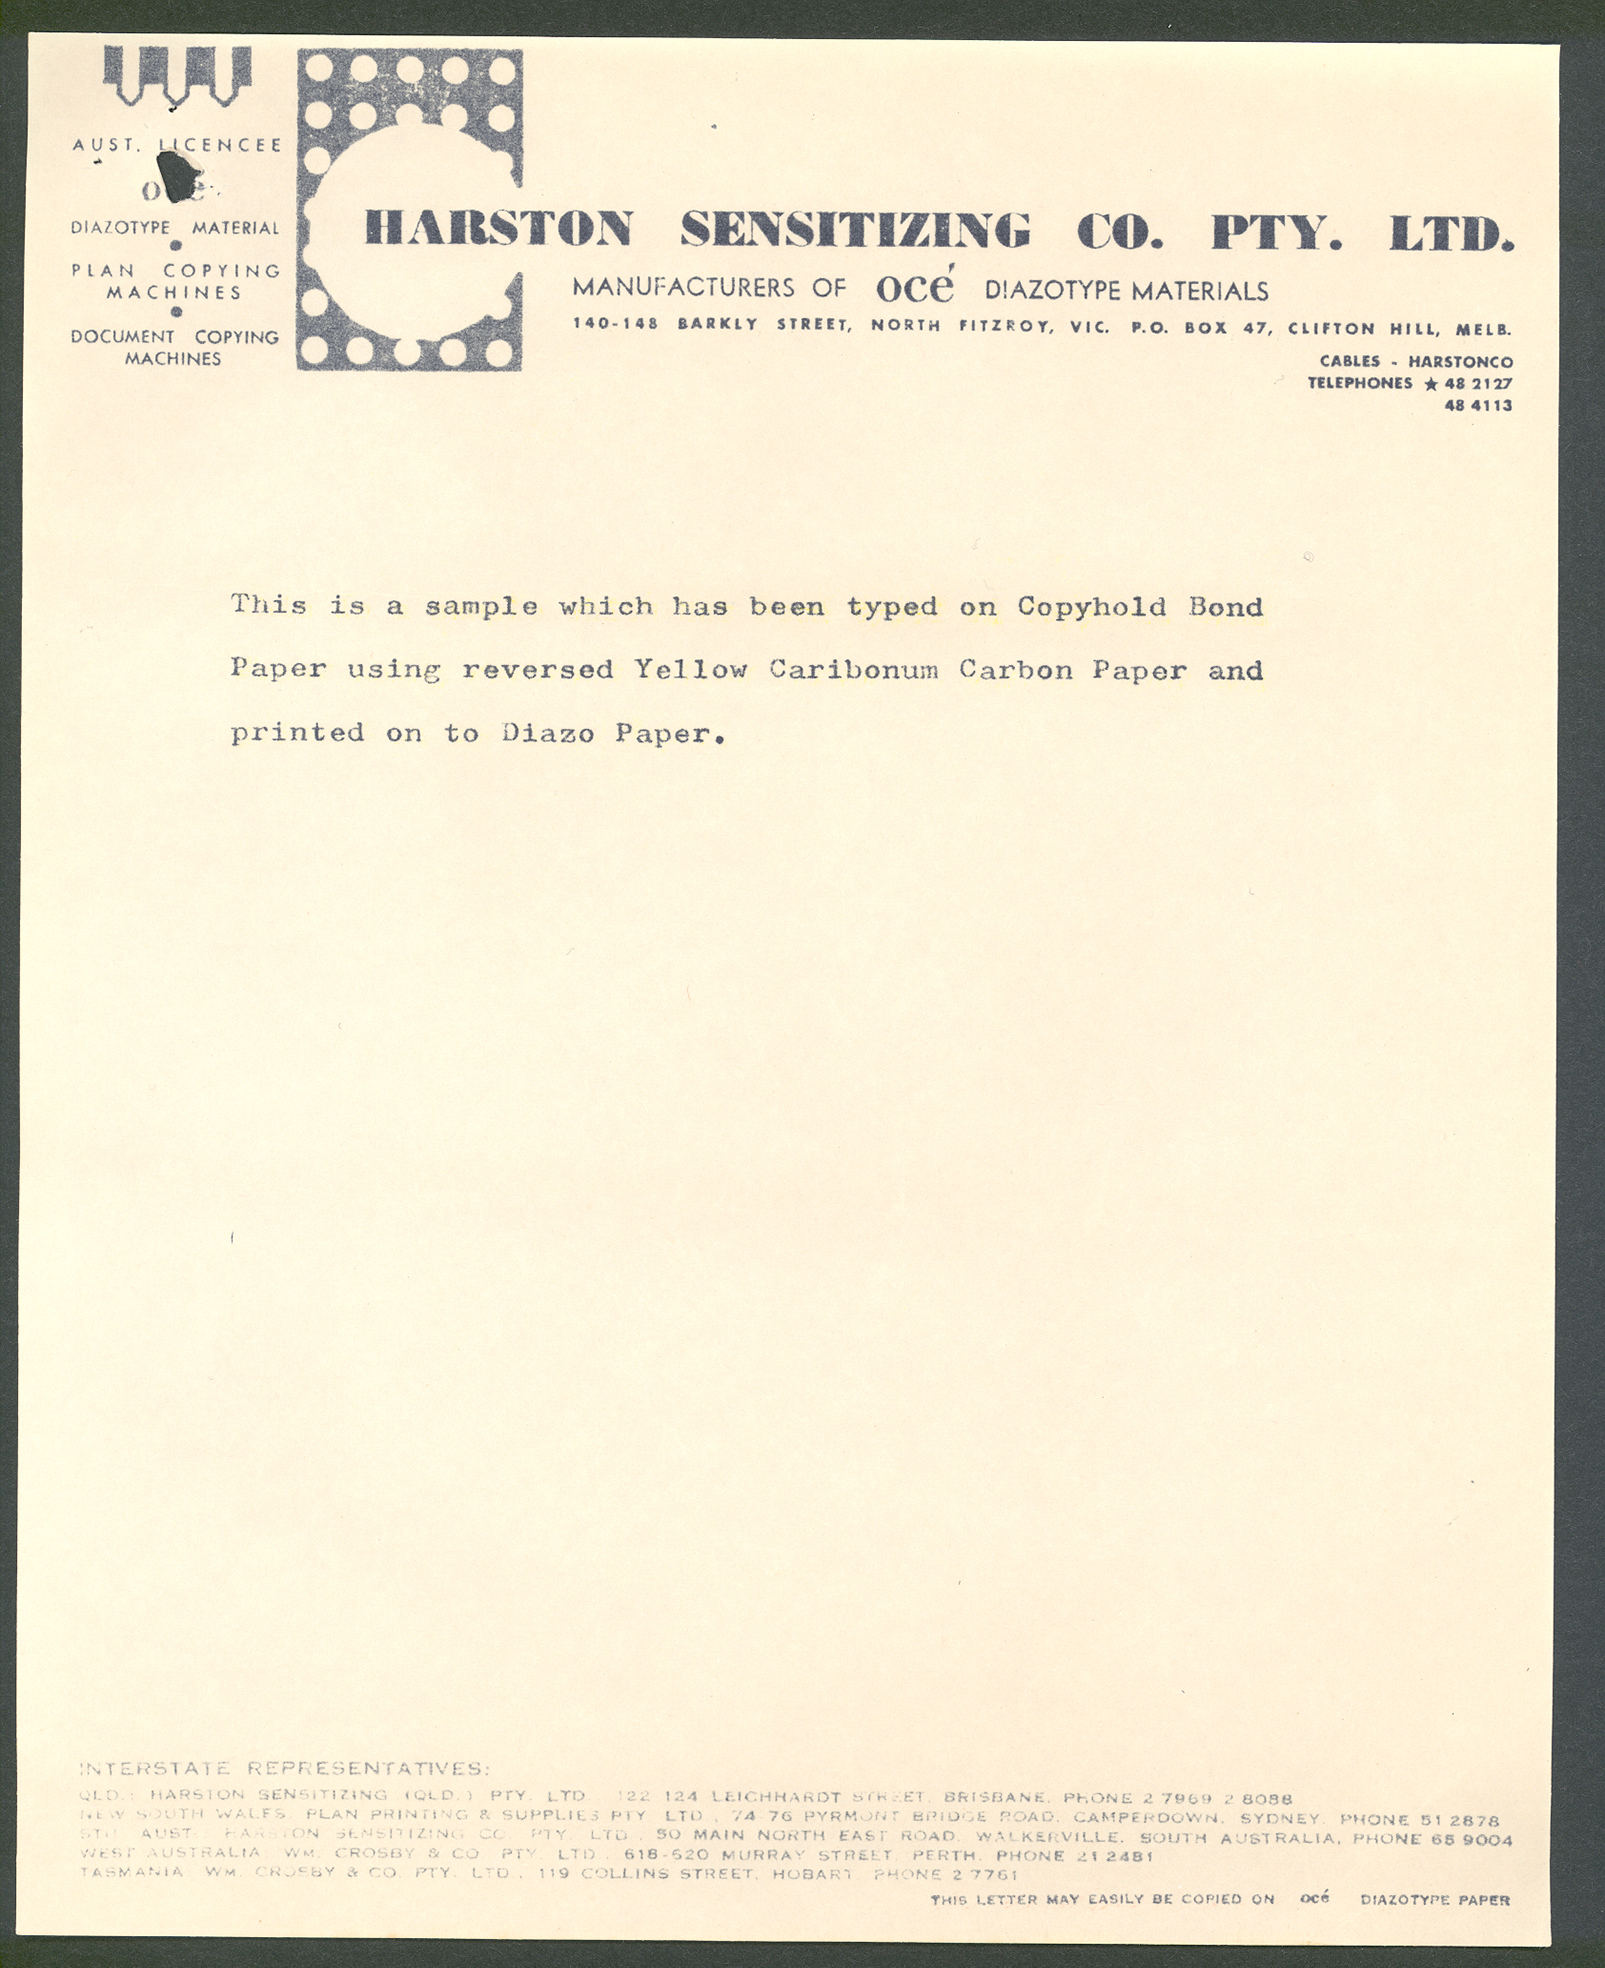 AUST. LICENCEE
DIAZOTYPE MATERIAL
PLAN COPYING
MACHINES
DOCUMENT COPYING
MACHINES
HARSTON SENSITIZING CO. PTY. LTD.
MANUFACTURERS OF océ DIAZOTYPE MATERIALS
140-148 BARKLY STREET, NORTH FITZROY, VIC. P.O. BOX 47, CLIFTON HILL, MELB.
CABLES - HARSTONCO
TELEPHONES ★ 48 2127
48 4113
This is a sample which has been typed on Copyhold Bond
Paper using reversed Yellow Caribonum Carbon Paper and
printed on to Diazo Paper.
INTERSTATE REPRESENTATIVES:
QLD.: HARSTON SENSITIZING (QLD.) PTY. LTD. 122 124 LEICHHARDT STREET, BRISBANE, PHONE 2 7969 2 8088
NEW SOUTH WALES. PLAN PRINTING & SUPPLIES PTY LTD., 74-76 PYRMONT BRIDGE ROAD, CAMPERDOWN, SYDNEY. PHONE 51 2878
STH AUST. HARSTON SENSITIZING CO. PTY. LTD. 50 MAIN NORTH EAST ROAD, WALKERVILLE, SOUTH AUSTRALIA, PHONE 65 9004
WEST AUSTRALIA WM. CROSBY & CO PTY. LTD. 618-620 MURRAY STREET, PERTH. PHONE 21 2481
TASMANIA WM. CROSBY & CO. PTY. LTD., 119 COLLINS STREET, HOBART PHONE 2 7761
THIS LETTER MAY EASILY BE COPIED ON océ DIAZOTYPE PAPER